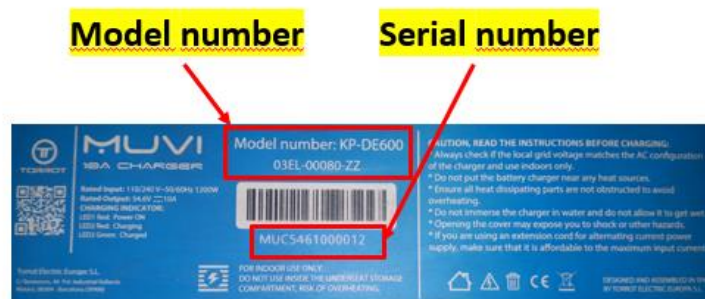 Model number
Serial number
TORROT
MUVI
18A CHARGER
Rated Input: 110/240 V~50/60Hz 1200W
Rated Output: 54.6V 18A
CHARGING INDICATOR:
LED1 Red: Power ON
LED2 Red: Charging
LED3 Green: Charged
Torrot Electric Europa S.L.
Model number: KP-DE600
03EL-00080-ZZ
MUC5461000012
FOR INDOOR USE ONLY
DO NOT USE INSIDE THE UNDERSEAT STORAGE
COMPARTMENT, RISK OF OVERHEATING.
CAUTION, READ THE INSTRUCTIONS BEFORE CHARGING:
* Always check if the local grid voltage matches the AC configuration
of the charger and use indoors only.
* Do not put the battery charger near any heat sources.
* Ensure all heat dissipating parts are not obstructed to avoid
overheating.
* Do not immerse the charger in water and do not allow it to get wet
* Opening the cover may expose you to shock or other hazards.
* If you are using an extension cord for alternating current power
supply, make sure that it is affordable to the maximum input current
CE
DESIGNED AND ASSEMBLED IN
BY TORROT ELECTRIC EUROPA S.L.